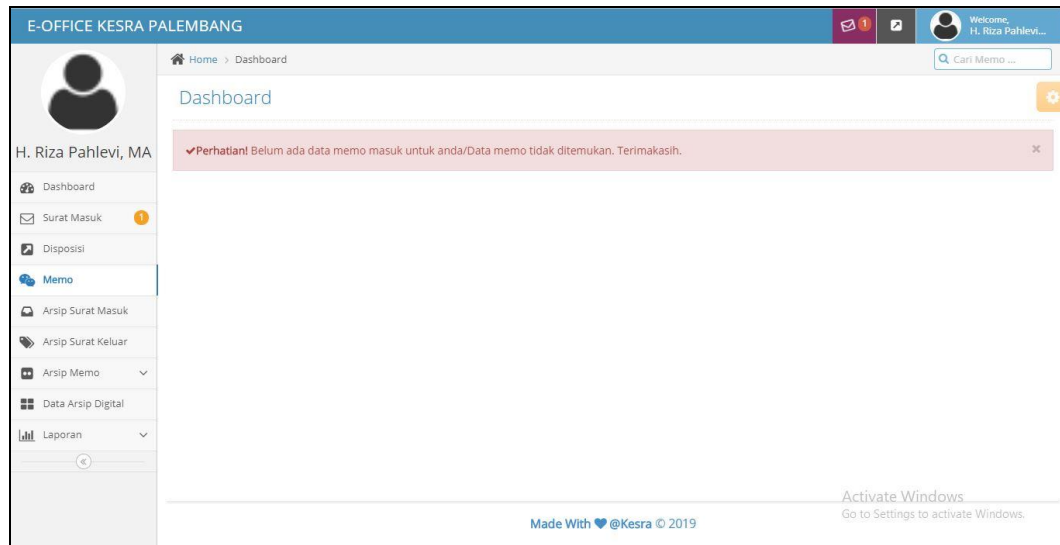 E-OFFICE KESRA PALEMBANG
1
Welcome,
H. Riza Pahlevi...
Home > Dashboard
Cari Memo ...
Dashboard
H. Riza Pahlevi, MA
Perhatian! Belum ada data memo masuk untuk anda/Data memo tidak ditemukan. Terimakasih.
Dashboard
Surat Masuk 1
Disposisi
Memo
Arsip Surat Masuk
Arsip Surat Keluar
Arsip Memo
Data Arsip Digital
Laporan
Activate Windows
Go to Settings to activate Windows.
Made With ♥ @Kesra © 2019